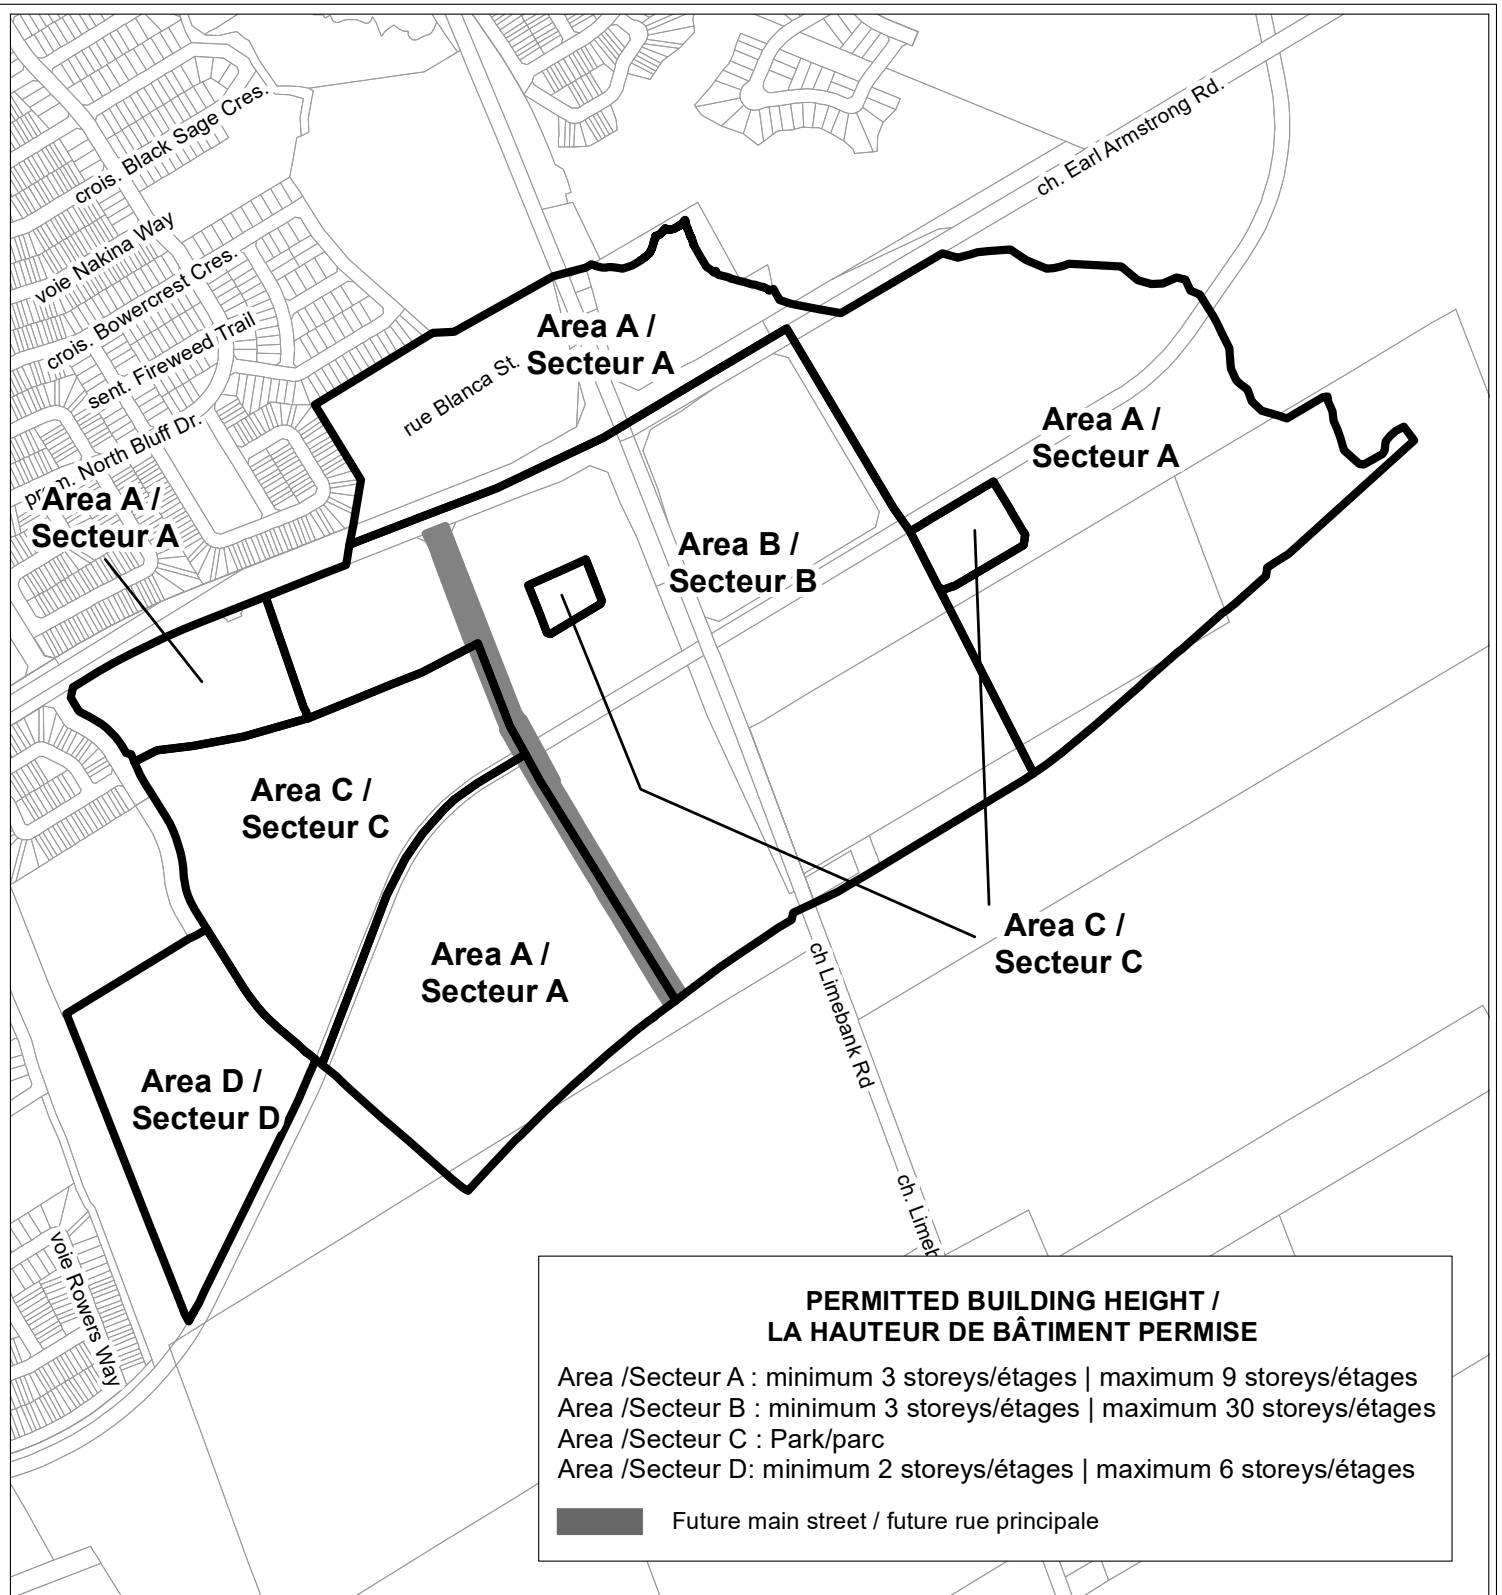 crois. Black Sage Cres.
ch. Earl Armstrong Rd.
voie Nakina Way
crois. Bowercrest Cres.
sent. Fireweed Trail
rue Blanca St.
prom. North Bluff Dr.
Area A /
Secteur A
Area A /
Secteur A
Area A /
Secteur A
Area B /
Secteur B
Area C /
Secteur C
Area A /
Secteur A
Area C /
Secteur C
Area D /
Secteur D
ch Limebank Rd
ch. Limeb
voie Rowers Way
PERMITTED BUILDING HEIGHT /
LA HAUTEUR DE BÂTIMENT PERMISE
Area /Secteur A : minimum 3 storeys/étages | maximum 9 storeys/étages
Area /Secteur B : minimum 3 storeys/étages | maximum 30 storeys/étages
Area /Secteur C : Park/parc
Area /Secteur D: minimum 2 storeys/étages | maximum 6 storeys/étages
Future main street / future rue principale